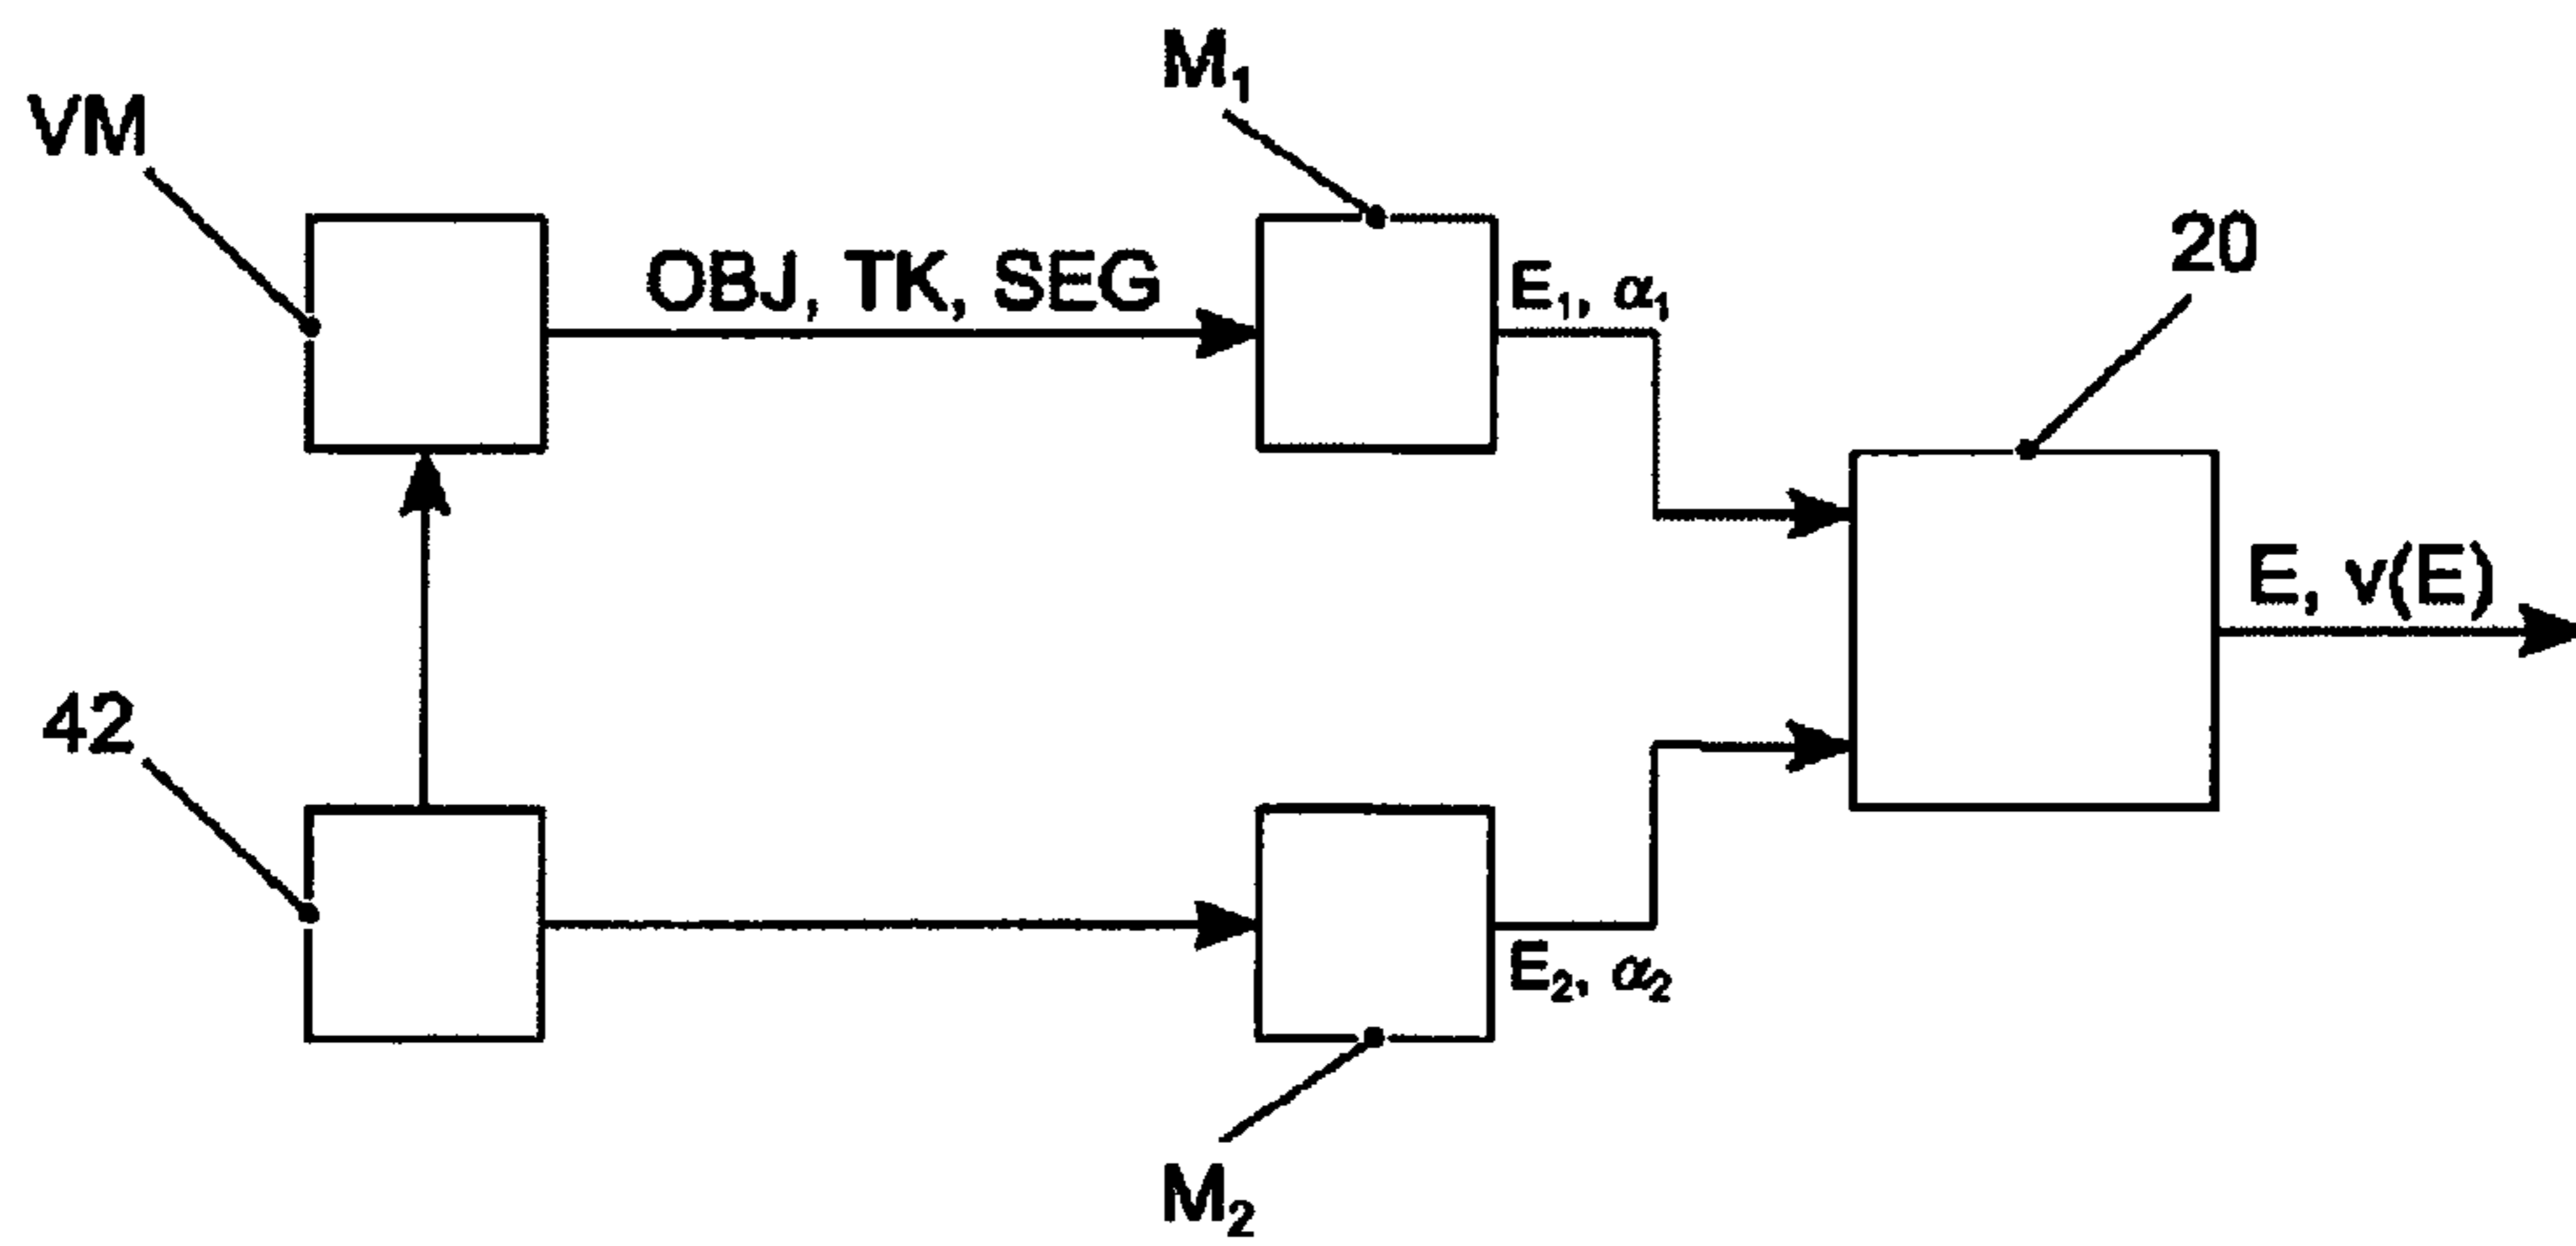 M₁
VM
20
OBJ, TK, SEG
E₁, α₁
E, v(E)
42
E₂, α₂
M₂